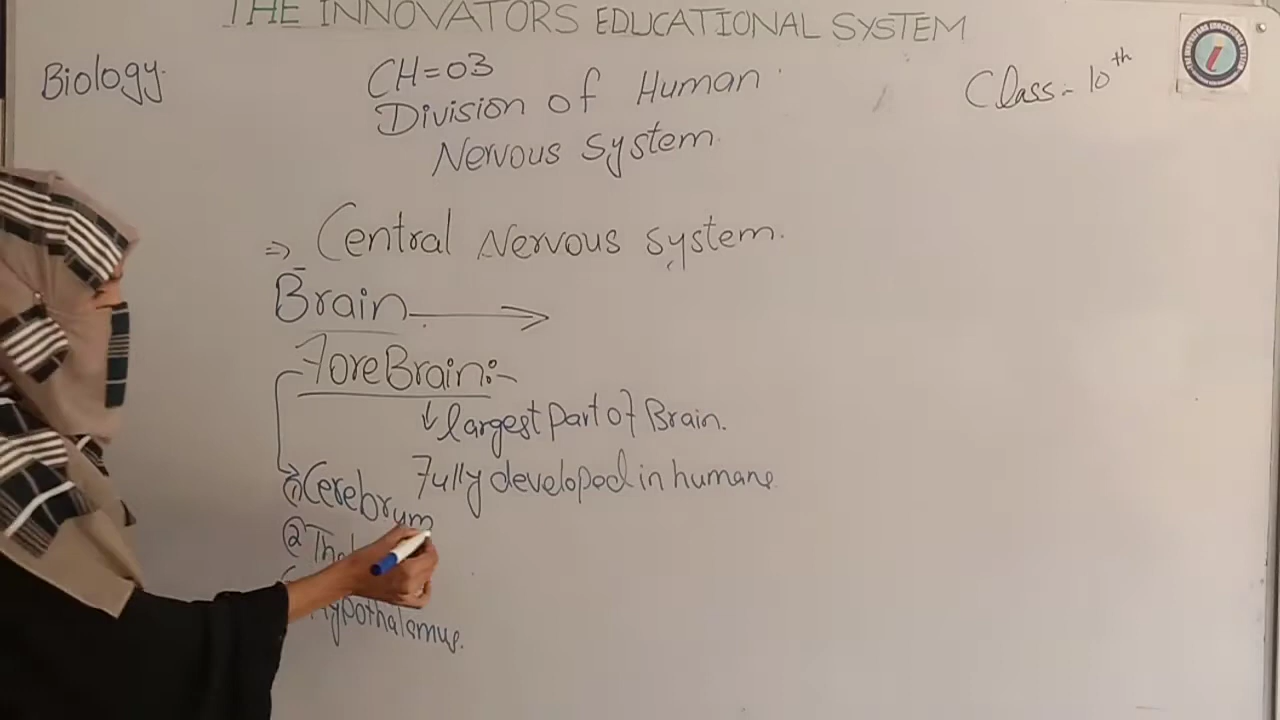 THE INNOVATORS EDUCATIONAL SYSTEM
Biology.
CH=03
Class:- 10th
Division of Human
Nervous System.
=> Central Nervous system.
Brain
ForeBrain:-
↓ largest part of Brain.
Fully developed in humans
① Cerebrum
②
Hypothalamus.